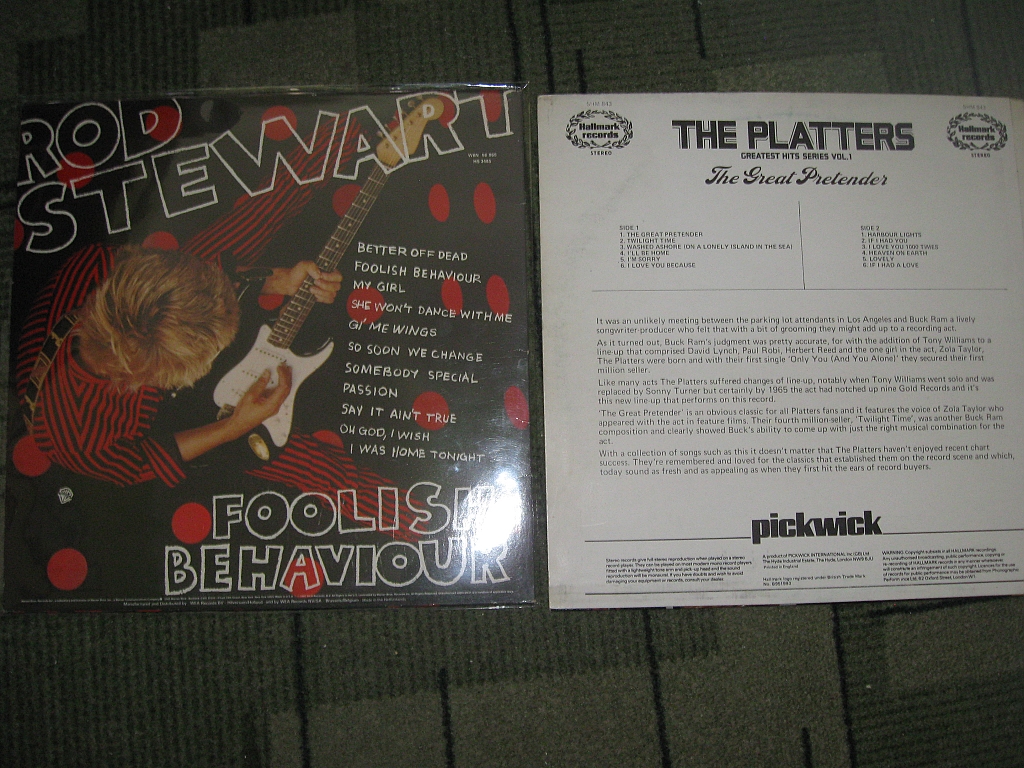 ROD
STEWART
BETTER OFF DEAD
FOOLISH BEHAVIOUR
MY GIRL
SHE WON'T DANCE WITH ME
GI' ME WINGS
SO SOON WE CHANGE
SOMEBODY SPECIAL
PASSION
SAY IT AIN'T TRUE
OH GOD, I WISH
I WAS HOME TONIGHT
FOOLISH
BEHAVIOUR
Hallmark
records
STEREO
THE PLATTERS
GREATEST HITS SERIES VOL.1
The Great Pretender
Hallmark
records
STEREO
SIDE 1
1. THE GREAT PRETENDER
2. TWILIGHT TIME
3. WASHED ASHORE (ON A LONELY ISLAND IN THE SEA)
4. I'LL BE HOME
5. I'M SORRY
6. I LOVE YOU BECAUSE
SIDE 2
1. HARBOUR LIGHTS
2. IF I HAD YOU
3. I LOVE YOU 1000 TIMES
4. HEAVEN ON EARTH
5. LOVELY
6. IF I HAD A LOVE
It was an unlikely meeting between the parking lot attendants in Los Angeles and Buck Ram a lively
songwriter-producer who felt that with a bit of grooming they might add up to a recording act.
As it turned out, Buck Ram's judgment was pretty accurate, for with the addition of Tony Williams to a
line-up that comprised David Lynch, Paul Robi, Herbert Reed and the one girl in the act, Zola Taylor,
The Platters were born and with their first single 'Only You (And You Alone)' they secured their first
million seller.
Like many acts The Platters suffered changes of line-up, notably when Tony Williams went solo and was
replaced by Sonny Turner but certainly by 1965 the act had notched up nine Gold Records and it's
this new line-up that performs on this record.
'The Great Pretender' is an obvious classic for all Platters fans and it features the voice of Zola Taylor who
appeared with the act in feature films. Their fourth million-seller, 'Twilight Time', was another Buck Ram
composition and clearly showed Buck's ability to come up with just the right musical combination for the
act.
With a collection of songs such as this it doesn't matter that The Platters haven't enjoyed recent chart
success. They're remembered and loved for the classics that established them on the record scene and which,
today sound as fresh and as appealing as when they first hit the ears of record buyers.
pickwick